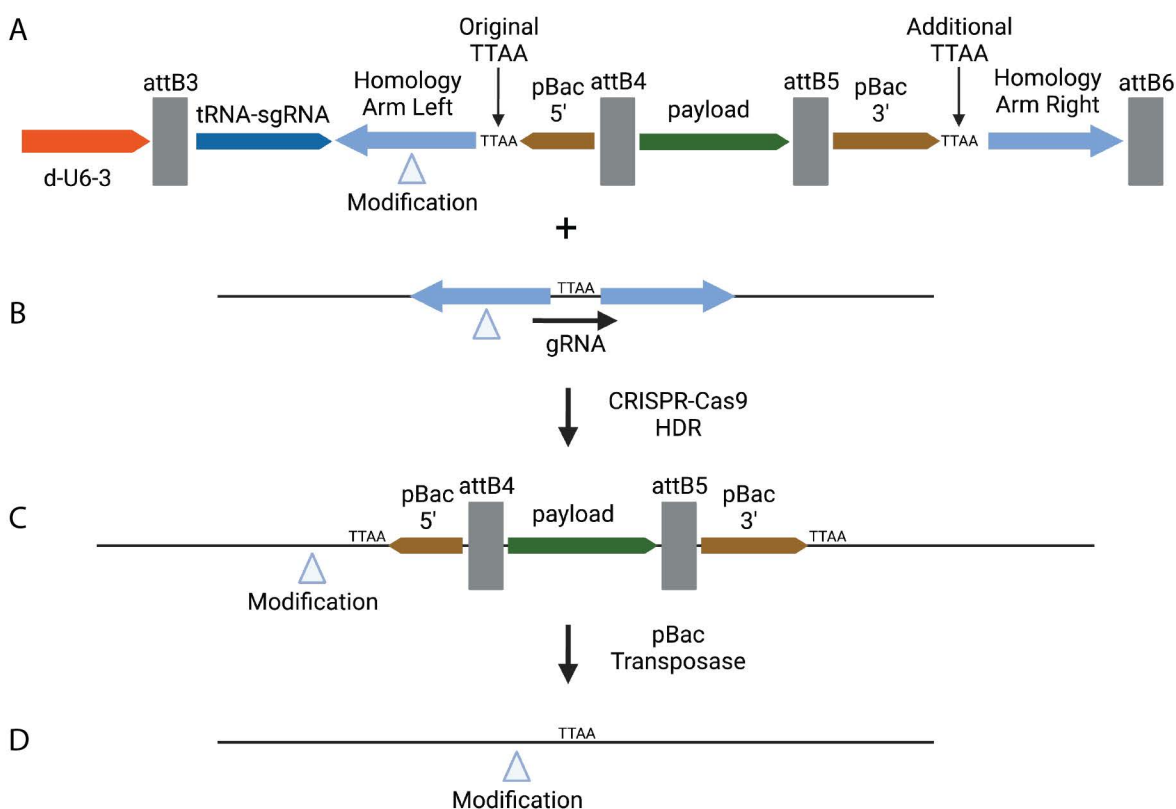 A
Original
TTAA
Additional
TTAA
attB3
Homology
Arm Left
pBac
5'
attB4
attB5
pBac
3'
Homology
Arm Right
attB6
tRNA-sgRNA
payload
TTAA
TTAA
d-U6-3
Modification
+
B
TTAA
gRNA
CRISPR-Cas9
HDR
C
pBac
5'
attB4
payload
attB5
pBac
3'
TTAA
TTAA
Modification
pBac
Transposase
D
TTAA
Modification